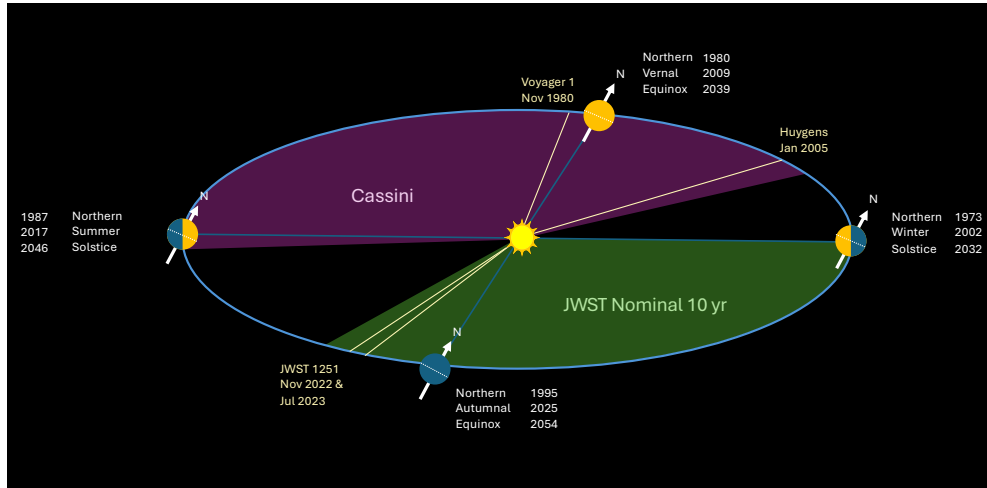 Northern 1980
Vernal 2009
Equinox 2039
N
Voyager 1
Nov 1980
Huygens
Jan 2005
Cassini
N
1987 Northern
2017 Summer
2046 Solstice
N
Northern 1973
Winter 2002
Solstice 2032
JWST Nominal 10 yr
N
JWST 1251
Nov 2022 &
Jul 2023
Northern 1995
Autumnal 2025
Equinox 2054